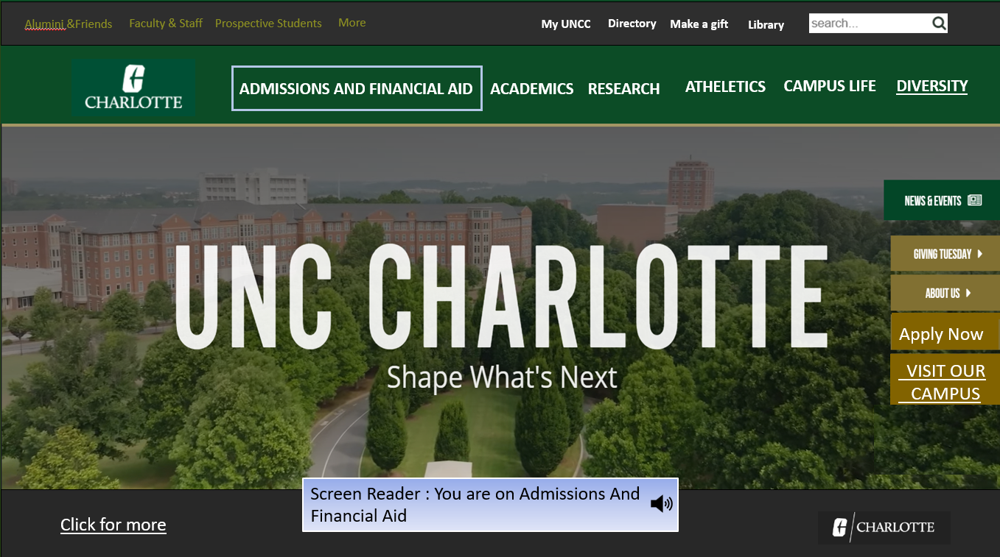 Alumini &Friends Faculty & Staff Prospective Students More My UNCC Directory Make a gift Library search...
CHARLOTTE
ADMISSIONS AND FINANCIAL AID ACADEMICS RESEARCH ATHELETICS CAMPUS LIFE DIVERSITY
NEWS & EVENTS
GIVING TUESDAY
ABOUT US
Apply Now
VISIT OUR
CAMPUS
UNC CHARLOTTE
Shape What's Next
Screen Reader : You are on Admissions And
Financial Aid
Click for more
CHARLOTTE